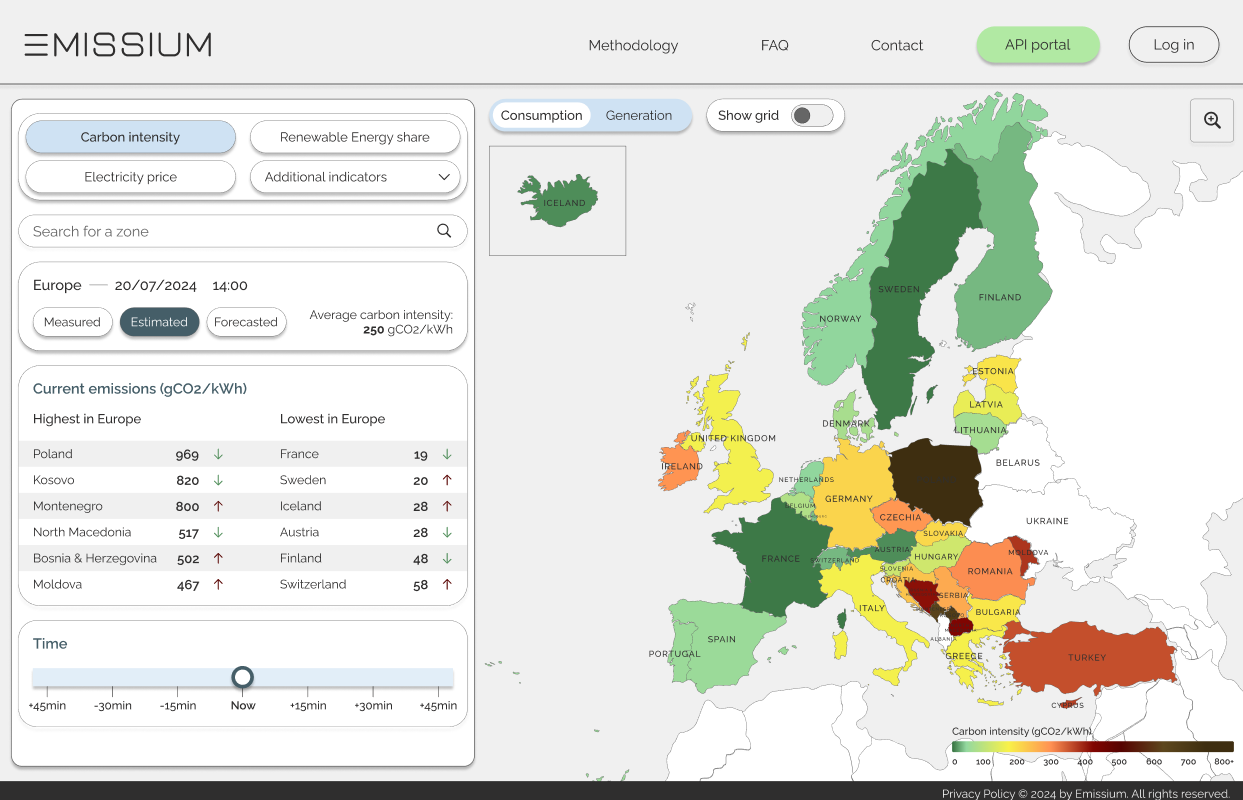 EMISSIUM
Methodology
FAQ
Contact
API portal
Log in
Carbon intensity
Renewable Energy share
Electricity price
Additional indicators
Search for a zone
Europe — 20/07/2024 14:00
Measured
Estimated
Forecasted
Average carbon intensity:
250 gCO2/kWh
Current emissions (gCO2/kWh)
Highest in Europe
Lowest in Europe
Poland 969 ↓ France 19 ↓
Kosovo 820 ↓ Sweden 20 ↑
Montenegro 800 ↑ Iceland 28 ↑
North Macedonia 517 ↓ Austria 28 ↓
Bosnia & Herzegovina 502 ↑ Finland 48 ↓
Moldova 467 ↑ Switzerland 58 ↑
Time
+45min -30min -15min Now +15min +30min +45min
Consumption
Generation
Show grid
ICELAND
SWEDEN
FINLAND
NORWAY
ESTONIA
LATVIA
DENMARK
LITHUANIA
UNITED KINGDOM
IRELAND
BELARUS
NETHERLANDS
GERMANY
BELGIUM
CZECHIA
UKRAINE
SLOVAKIA
AUSTRIA
MOLDOVA
FRANCE
SWITZERLAND
HUNGARY
SLOVENIA
ROMANIA
CROATIA
SERBIA
ITALY
BULGARIA
SPAIN
ALBANIA
PORTUGAL
GREECE
TURKEY
CYPRUS
Carbon intensity (gCO2/kWh)
0 100 200 300 400 500 600 700 800+
Privacy Policy © 2024 by Emissium. All rights reserved.